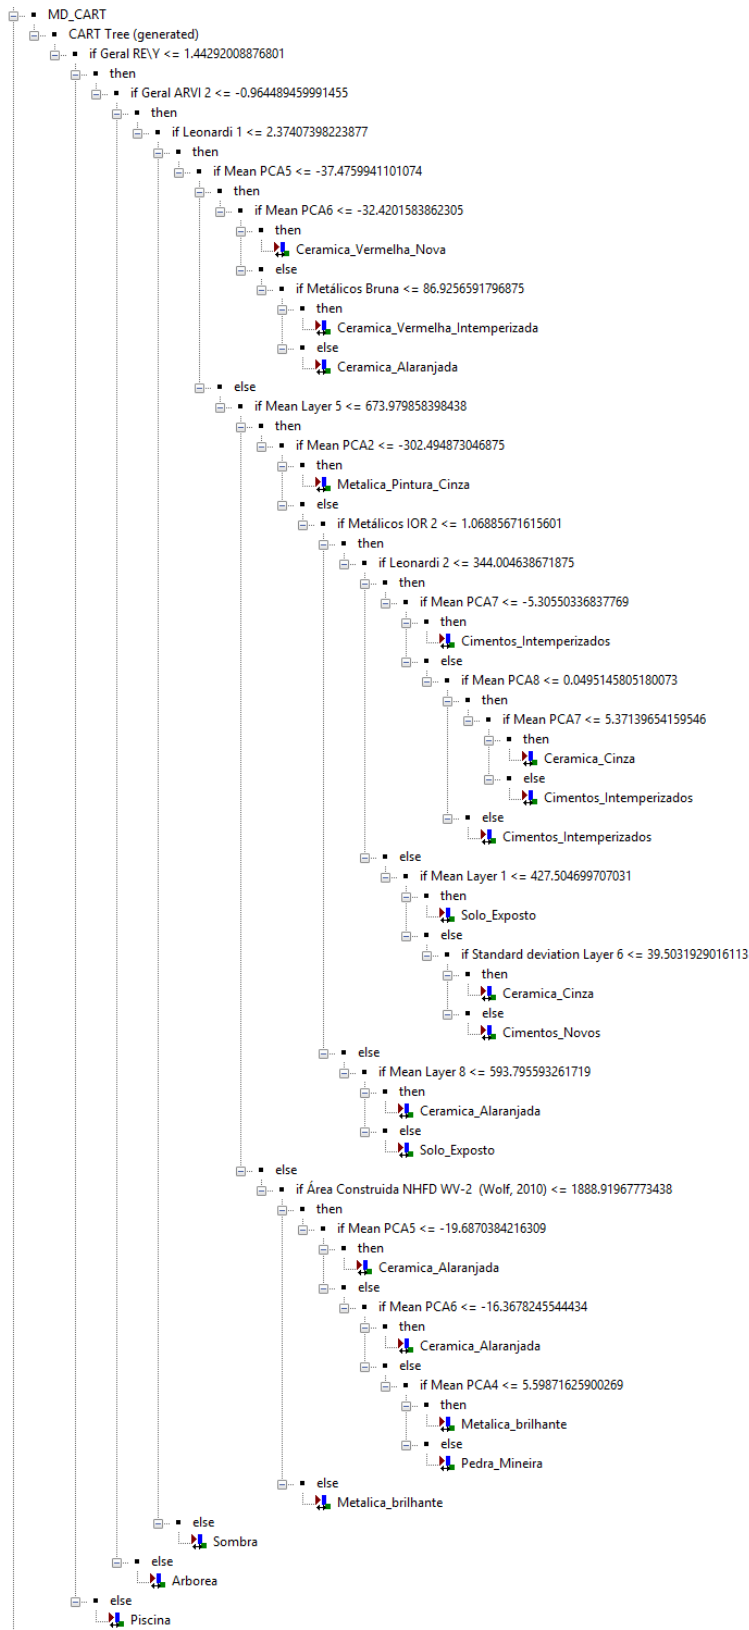 MD_CART
CART Tree (generated)
if Geral RE\Y <= 1.44292008876801
then
if Geral ARVI 2 <= -0.964489459991455
then
if Leonardi 1 <= 2.37407398223877
then
if Mean PCA5 <= -37.4759941101074
then
if Mean PCA6 <= -32.4201583862305
then
Ceramica_Vermelha_Nova
else
if Metálicos Bruna <= 86.9256591796875
then
Ceramica_Vermelha_Intemperizada
else
Ceramica_Alaranjada
else
if Mean Layer 5 <= 673.979858398438
then
if Mean PCA2 <= -302.494873046875
then
Metalica_Pintura_Cinza
else
if Metálicos IOR 2 <= 1.06885671615601
then
if Leonardi 2 <= 344.004638671875
then
if Mean PCA7 <= -5.30550336837769
then
Cimentos_Intemperizados
else
if Mean PCA8 <= 0.0495145805180073
then
if Mean PCA7 <= 5.37139654159546
then
Ceramica_Cinza
else
Cimentos_Intemperizados
else
Cimentos_Intemperizados
else
if Mean Layer 1 <= 427.504699707031
then
Solo_Exposto
else
if Standard deviation Layer 6 <= 39.5031929016113
then
Ceramica_Cinza
else
Cimentos_Novos
else
if Mean Layer 8 <= 593.795593261719
then
Ceramica_Alaranjada
else
Solo_Exposto
else
if Área Construida NHFD WV-2  (Wolf, 2010) <= 1888.91967773438
then
if Mean PCA5 <= -19.6870384216309
then
Ceramica_Alaranjada
else
if Mean PCA6 <= -16.3678245544434
then
Ceramica_Alaranjada
else
if Mean PCA4 <= 5.59871625900269
then
Metalica_brilhante
else
Pedra_Mineira
else
Metalica_brilhante
else
Sombra
else
Arborea
else
Piscina